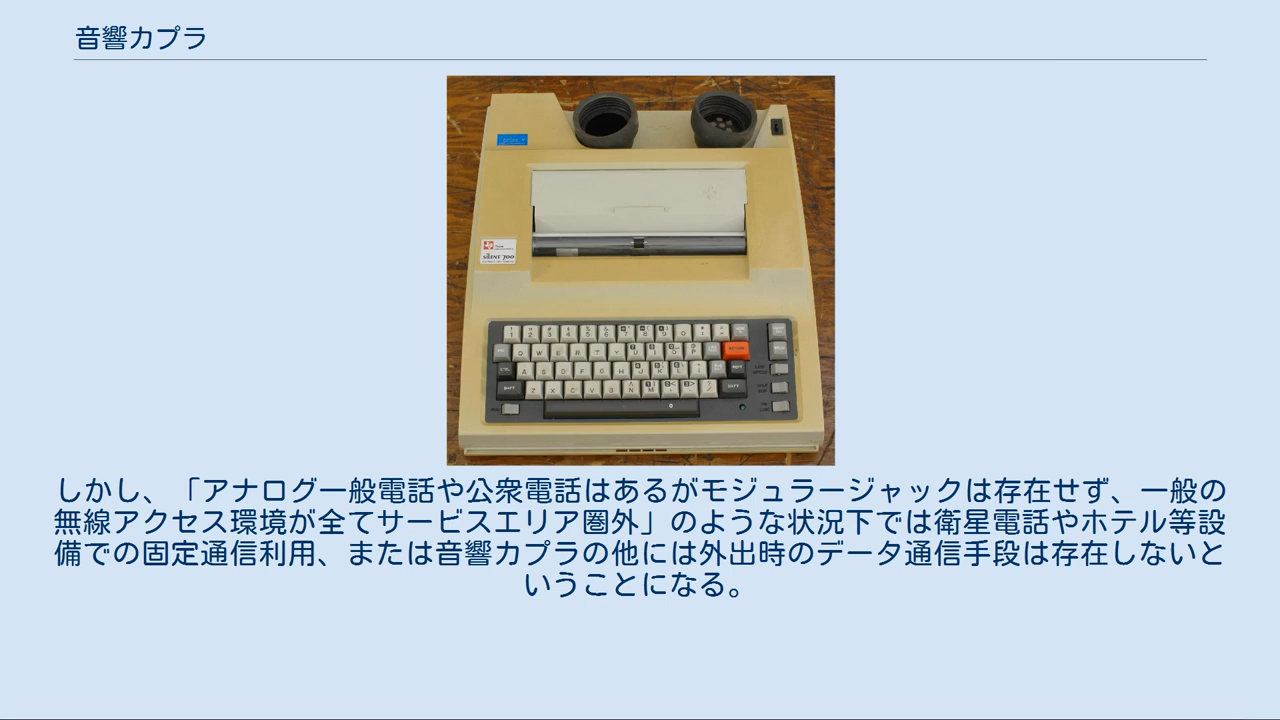 音響カプラ
SILENT 700
RETURN
しかし、「アナログ一般電話や公衆電話はあるがモジュラージャックは存在せず、一般の
無線アクセス環境が全てサービスエリア圏外」のような状況下では衛星電話やホテル等設
備での固定通信利用、または音響カプラの他には外出時のデータ通信手段は存在しないと
いうことになる。